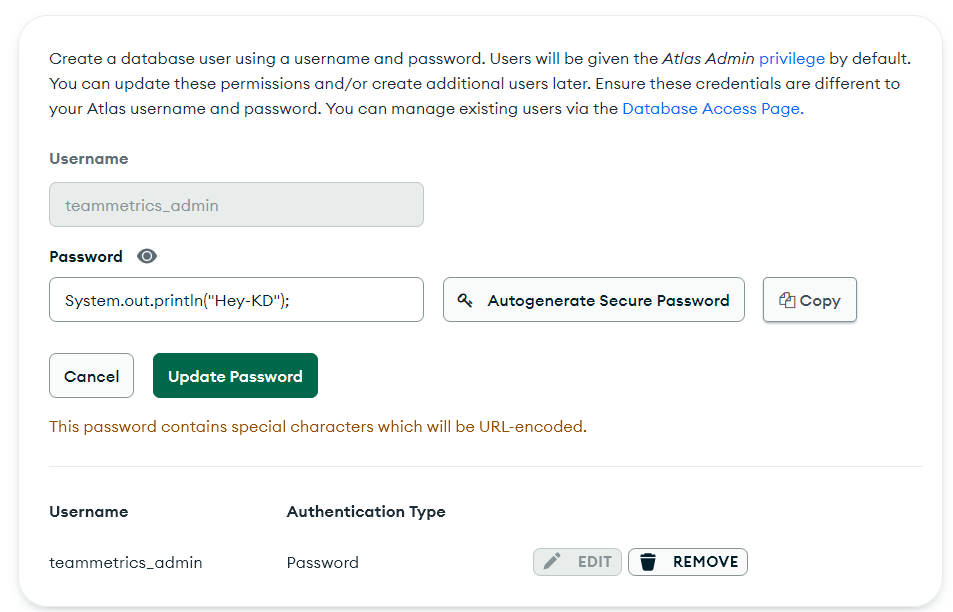 Create a database user using a username and password. Users will be given the Atlas Admin privilege by default.
You can update these permissions and/or create additional users later. Ensure these credentials are different to
your Atlas username and password. You can manage existing users via the Database Access Page.
Username
teammetrics_admin
Password
System.out.println("Hey-KD");
Autogenerate Secure Password
Copy
Cancel
Update Password
This password contains special characters which will be URL-encoded.
Username Authentication Type
teammetrics_admin Password EDIT REMOVE